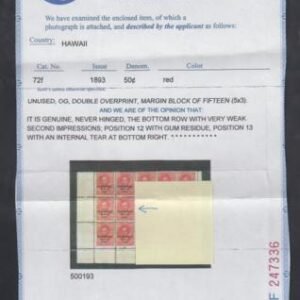 We have examined the enclosed item, of which a
photograph is attached, and described by the applicant as follows:
Country: HAWAII
Cat. No. Issue Denom. Color
72f 1893 50¢ red
UNUSED, OG, DOUBLE OVERPRINT, MARGIN BLOCK OF FIFTEEN (5x3).
AND WE ARE OF THE OPINION THAT:
IT IS GENUINE, NEVER HINGED, THE BOTTOM ROW WITH VERY WEAK
SECOND IMPRESSIONS; POSITION 12 WITH GUM RESIDUE, POSITION 13
WITH AN INTERNAL TEAR AT BOTTOM RIGHT ***********
500193
F 247336